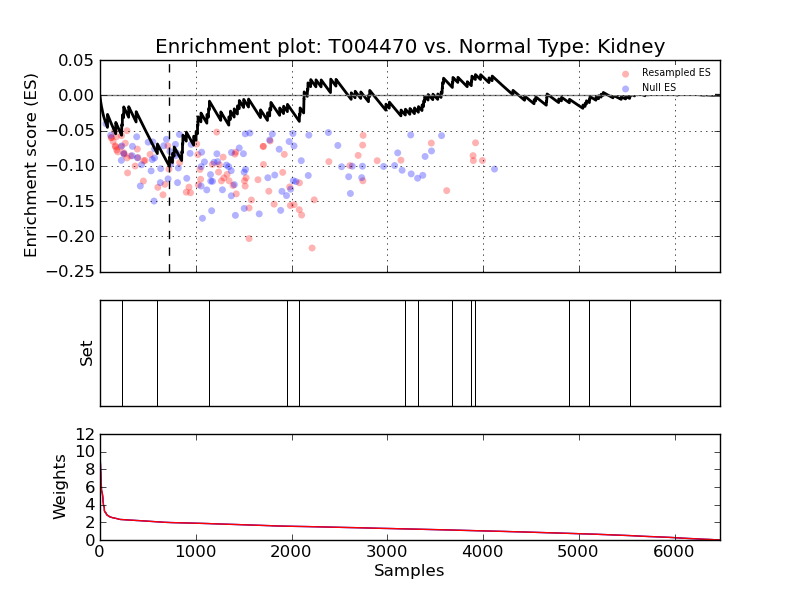 Enrichment plot: T004470 vs. Normal Type: Kidney
Enrichment score (ES)
0.05
0.00
−0.05
−0.10
−0.15
−0.20
−0.25
Resampled ES
Null ES
Set
Weights
12
10
8
6
4
2
0
0 1000 2000 3000 4000 5000 6000
Samples